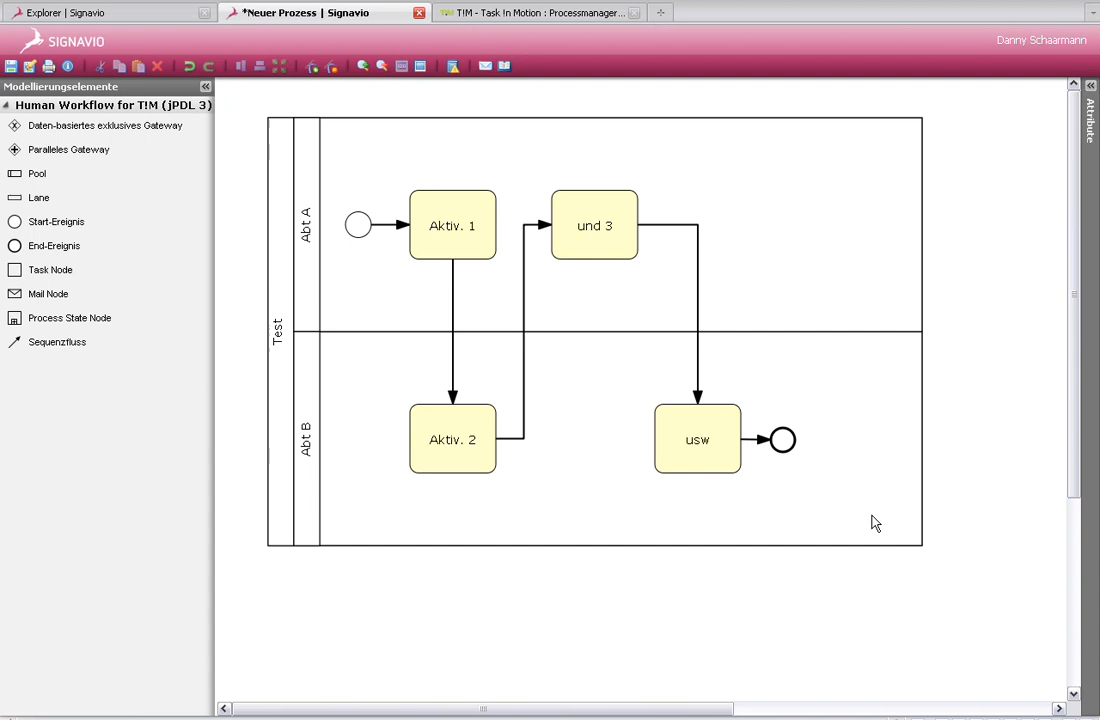 Explorer | Signavio
*Neuer Prozess | Signavio
T!M - Task !n Motion : Processmanager...
SIGNAVIO
Danny Schaarmann
Modellierungselemente
Human Workflow for T!M (jPDL 3)
Daten-basiertes exklusives Gateway
Paralleles Gateway
Pool
Lane
Start-Ereignis
End-Ereignis
Task Node
Mail Node
Process State Node
Sequenzfluss
Test
Abt A
Abt B
Aktiv. 1
und 3
Aktiv. 2
usw
Attribute